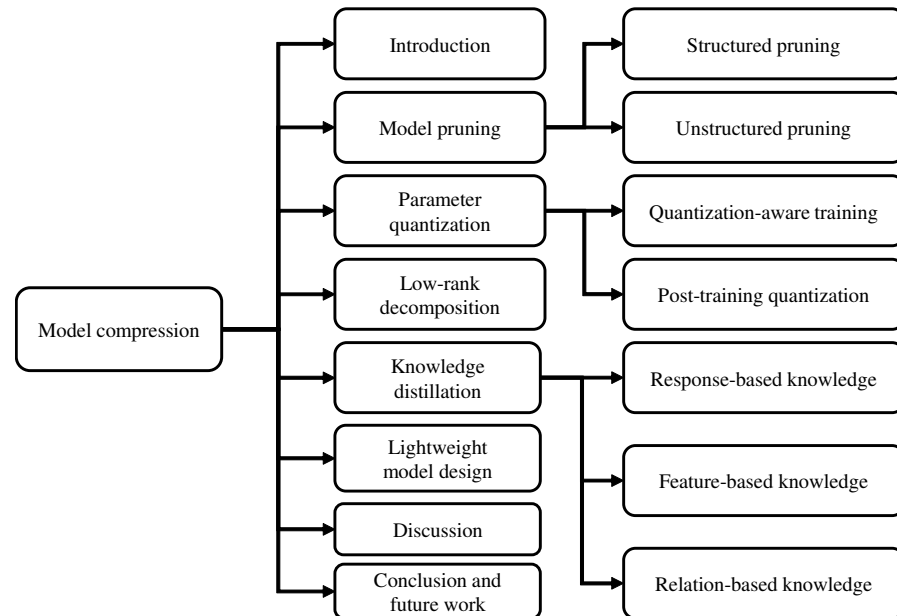 Introduction
Structured pruning
Model pruning
Unstructured pruning
Parameter
quantization
Quantization-aware training
Low-rank
decomposition
Post-training quantization
Model compression
Knowledge
distillation
Response-based knowledge
Lightweight
model design
Feature-based knowledge
Discussion
Conclusion and
future work
Relation-based knowledge